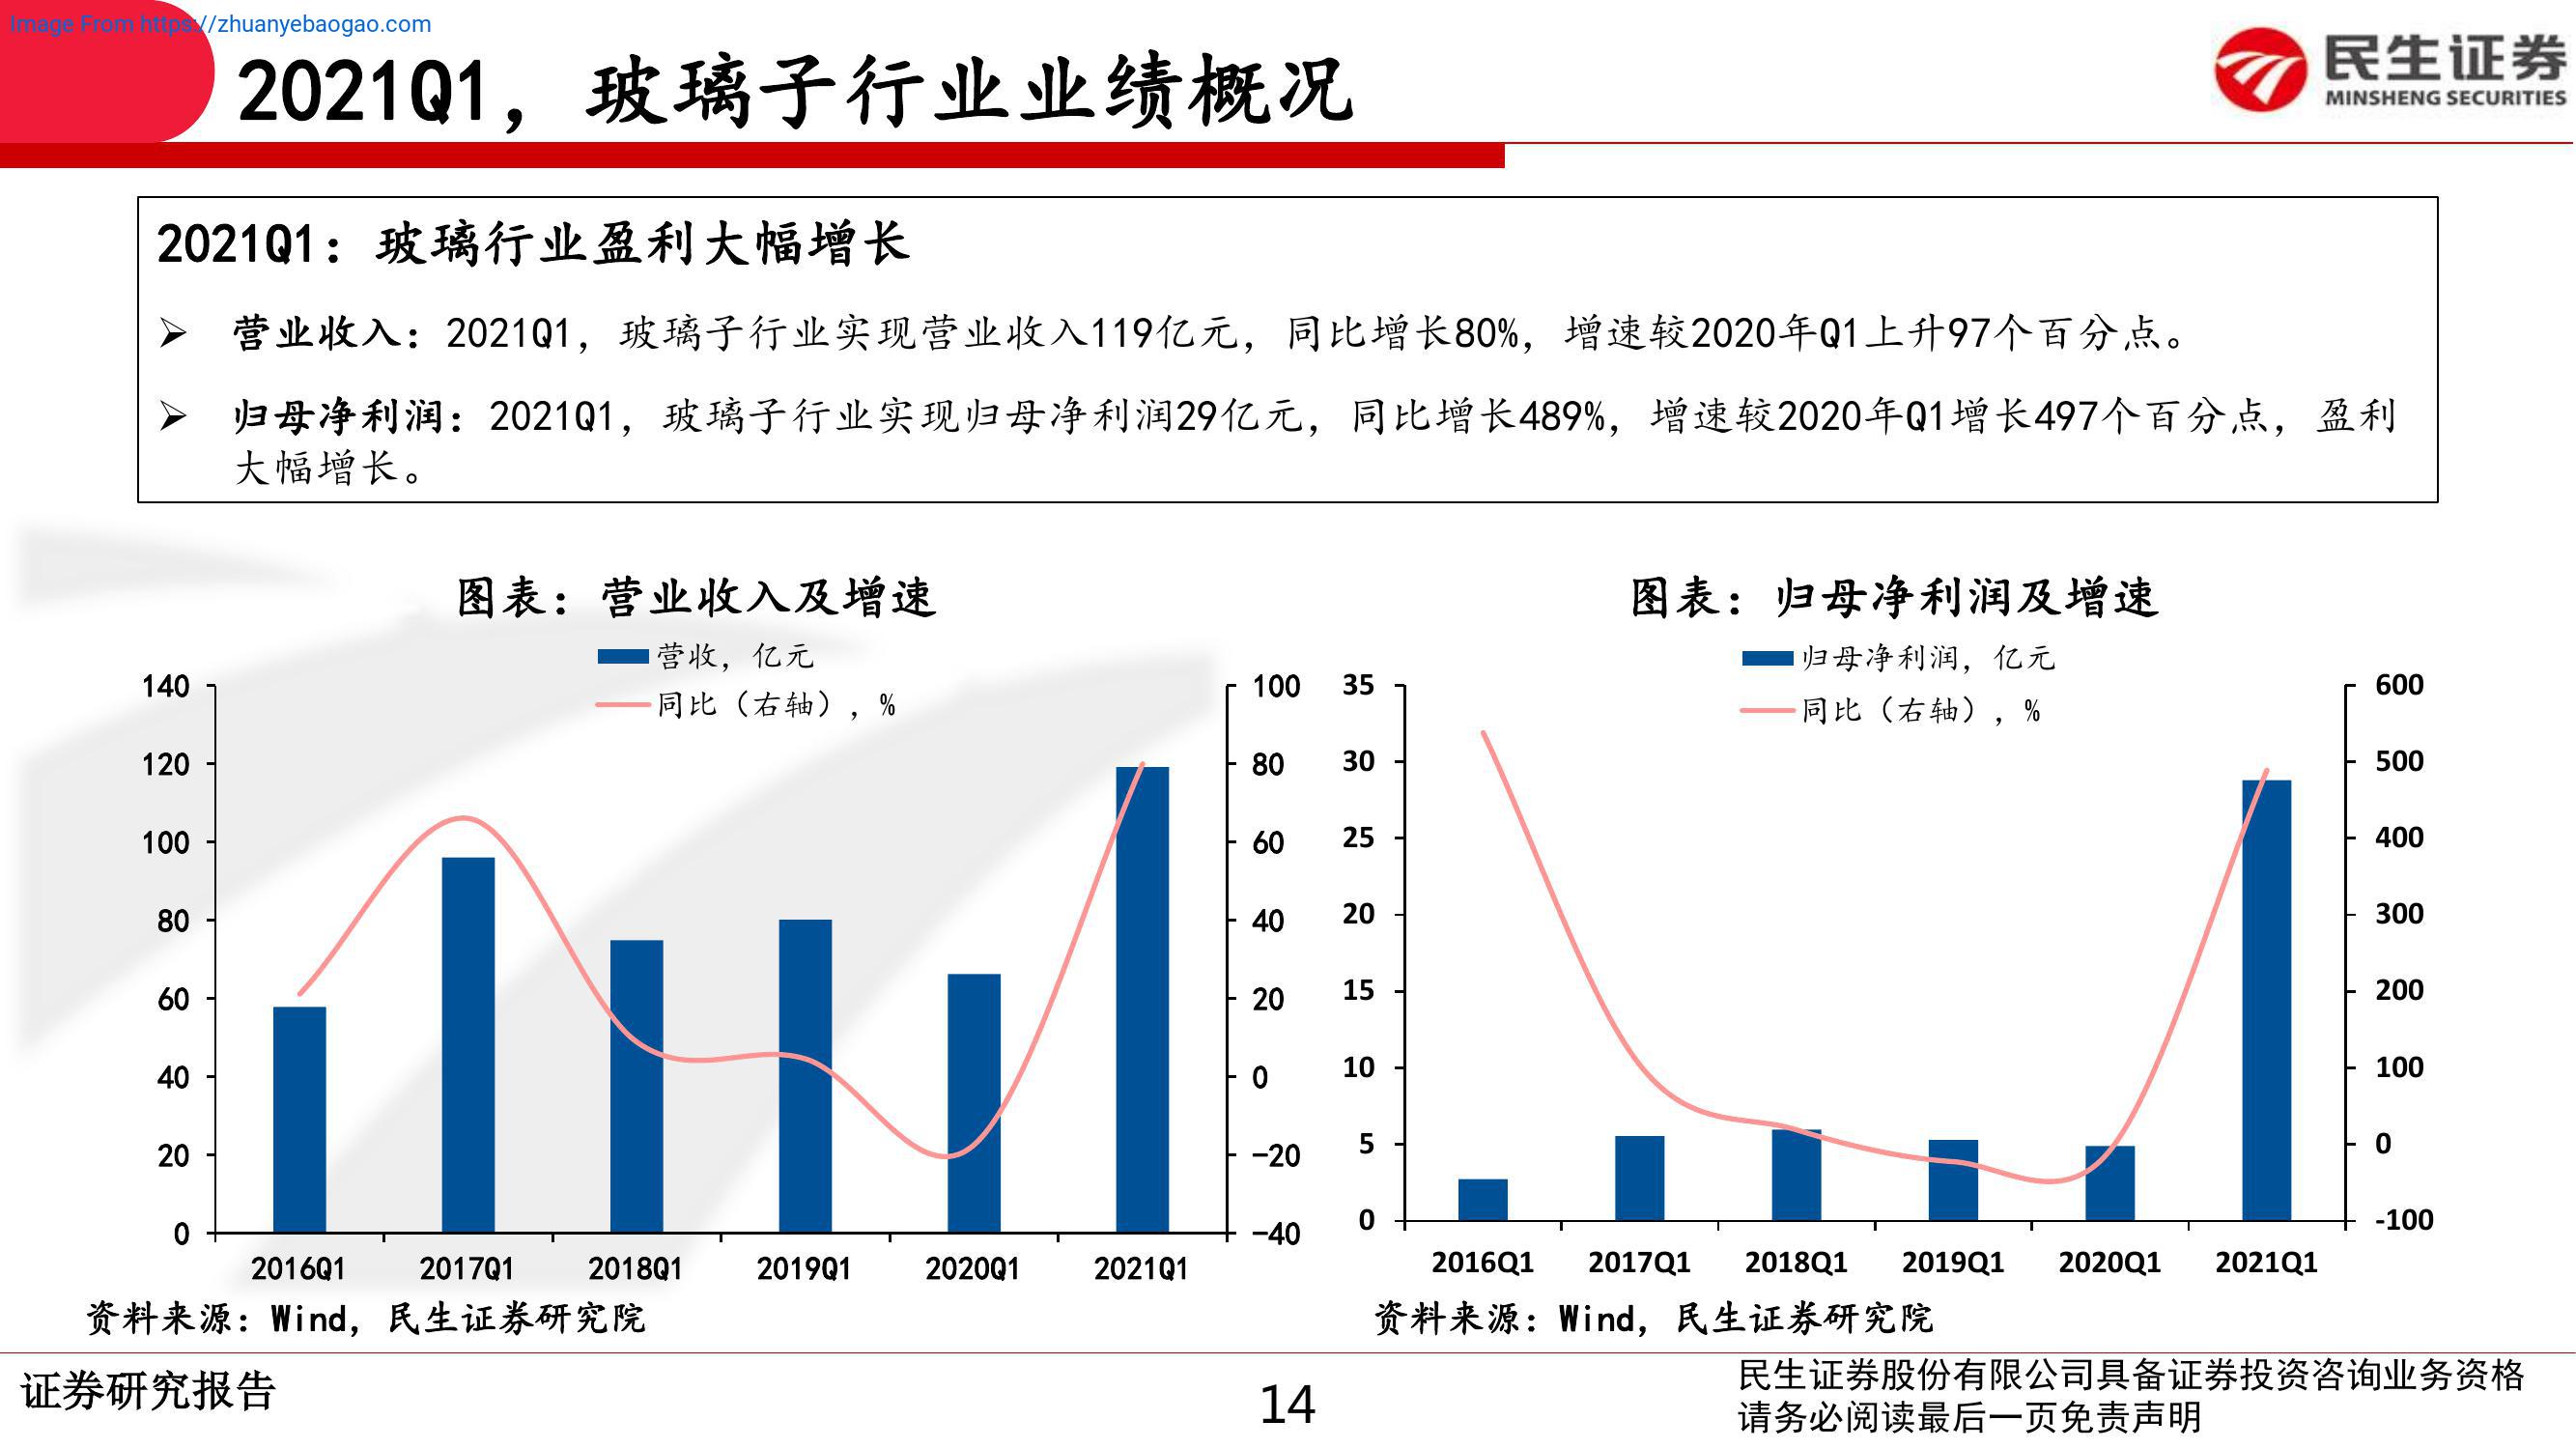 Image From https://zhuanyebaogao.com
2021Q1，玻璃子行业业绩概况
民生证券
MINSHENG SECURITIES
2021Q1：玻璃行业盈利大幅增长
➢ 营业收入：2021Q1，玻璃子行业实现营业收入119亿元，同比增长80%，增速较2020年Q1上升97个百分点。
➢ 归母净利润：2021Q1，玻璃子行业实现归母净利润29亿元，同比增长489%，增速较2020年Q1增长497个百分点，盈利
大幅增长。
图表：营业收入及增速
营收，亿元
同比（右轴），%
140
120
100
80
60
40
20
0
100
80
60
40
20
0
-20
-40
2016Q1 2017Q1 2018Q1 2019Q1 2020Q1 2021Q1
资料来源：Wind，民生证券研究院
图表：归母净利润及增速
归母净利润，亿元
同比（右轴），%
35
30
25
20
15
10
5
0
600
500
400
300
200
100
0
-100
2016Q1 2017Q1 2018Q1 2019Q1 2020Q1 2021Q1
资料来源：Wind，民生证券研究院
证券研究报告
14
民生证券股份有限公司具备证券投资咨询业务资格
请务必阅读最后一页免责声明